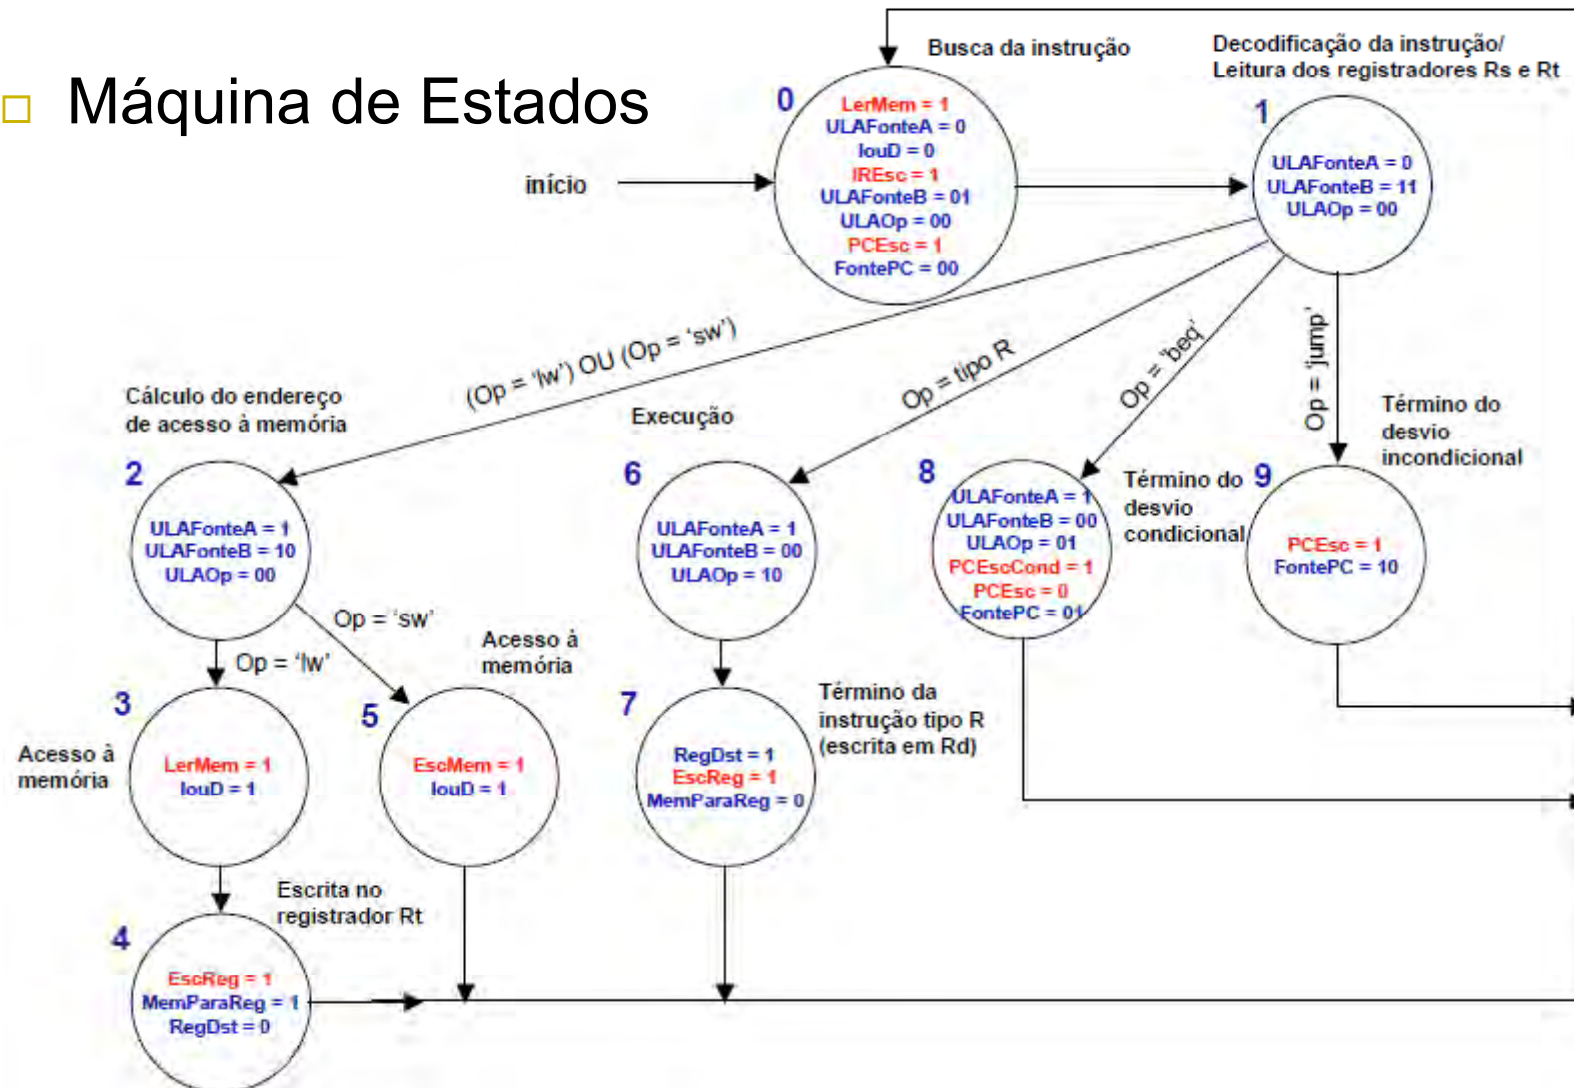 Máquina de Estados
Busca da instrução
Decodificação da instrução/
Leitura dos registradores Rs e Rt
início
0
LerMem = 1
ULAFonteA = 0
IouD = 0
IREsc = 1
ULAFonteB = 01
ULAOp = 00
PCEsc = 1
FontePC = 00
1
ULAFonteA = 0
ULAFonteB = 11
ULAOp = 00
(Op = 'lw') OU (Op = 'sw')
Op = tipo R
Op = 'beq'
Op = 'jump'
Cálculo do endereço
de acesso à memória
2
ULAFonteA = 1
ULAFonteB = 10
ULAOp = 00
Execução
6
ULAFonteA = 1
ULAFonteB = 00
ULAOp = 10
8
ULAFonteA = 1
ULAFonteB = 00
ULAOp = 01
PCEscCond = 1
PCEsc = 0
FontePC = 01
Término do
desvio
condicional
9
PCEsc = 1
FontePC = 10
Término do
desvio
incondicional
Op = 'lw'
Op = 'sw'
3
Acesso à
memória
LerMem = 1
IouD = 1
5
Acesso à
memória
EscMem = 1
IouD = 1
7
RegDst = 1
EscReg = 1
MemParaReg = 0
Término da
instrução tipo R
(escrita em Rd)
4
Escrita no
registrador Rt
EscReg = 1
MemParaReg = 1
RegDst = 0